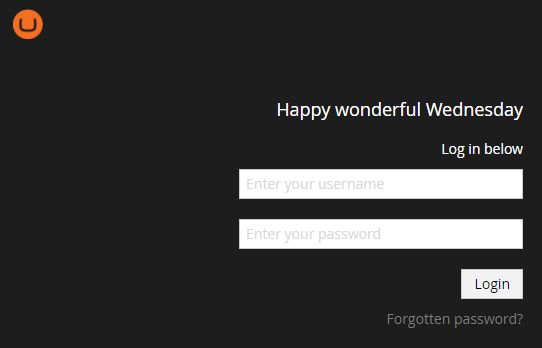 Happy wonderful Wednesday
Log in below
Enter your username
Enter your password
Login
Forgotten password?